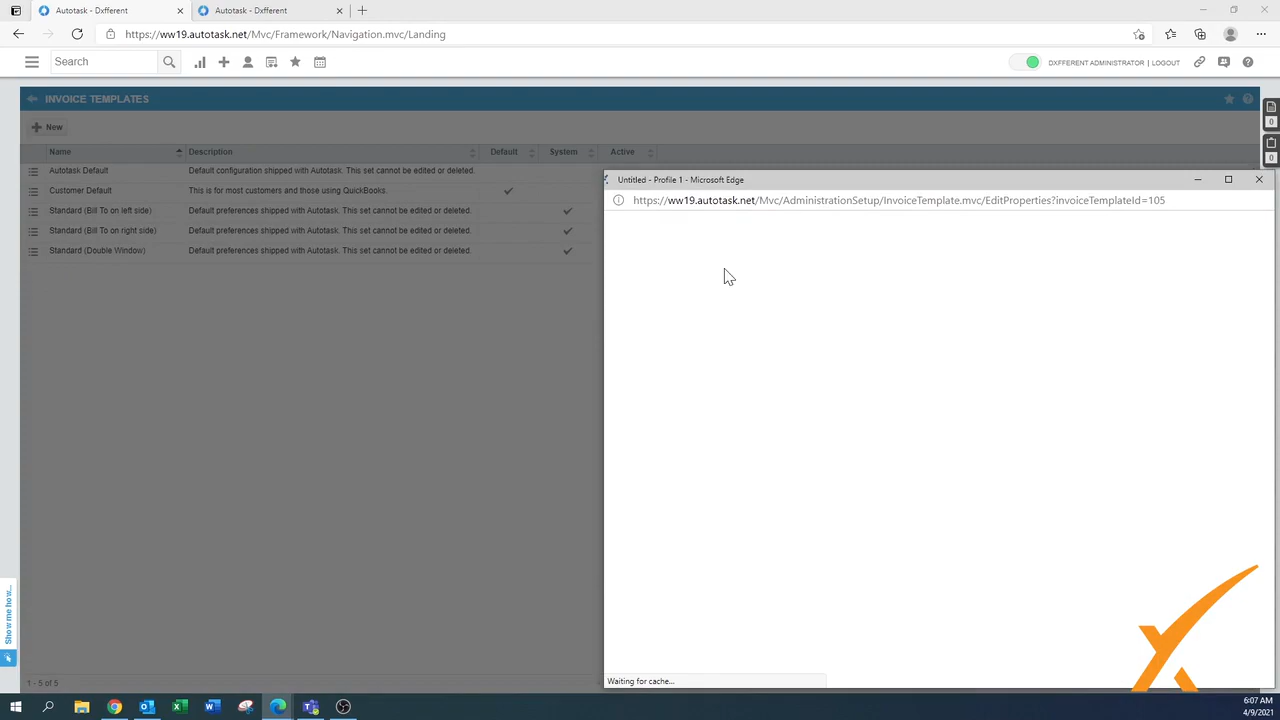 Autotask - Dxfferent
Autotask - Dxfferent
https://ww19.autotask.net/Mvc/Framework/Navigation.mvc/Landing
Search
DXFFERENT ADMINISTRATOR | LOGOUT
INVOICE TEMPLATES
0
New
0
Name Description Default System Active
Autotask Default Default configuration shipped with Autotask. This set cannot be edited or deleted.
Customer Default This is for most customers and those using QuickBooks.
Standard (Bill To on left side) Default preferences shipped with Autotask. This set cannot be edited or deleted.
Standard (Bill To on right side) Default preferences shipped with Autotask. This set cannot be edited or deleted.
Standard (Double Window) Default preferences shipped with Autotask. This set cannot be edited or deleted.
Untitled - Profile 1 - Microsoft Edge
https://ww19.autotask.net/Mvc/AdministrationSetup/InvoiceTemplate.mvc/EditProperties?invoiceTemplateId=105
Show me how...
Waiting for cache...
1 - 5 of 5
6:07 AM
4/9/2021